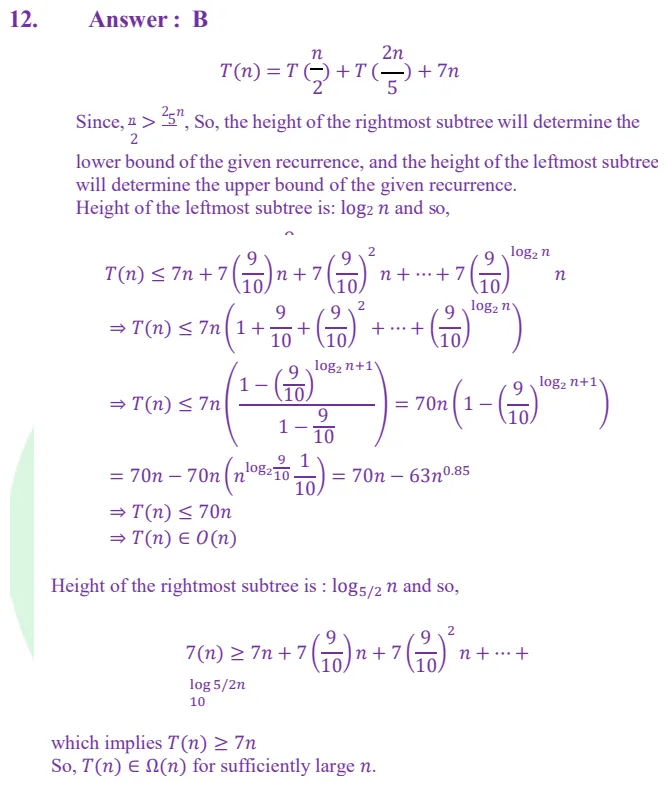 12. Answer : B
T(n) = T (n/2) + T (2n/5) + 7n
Since, n/2 > 2/5 n, So, the height of the rightmost subtree will determine the
lower bound of the given recurrence, and the height of the leftmost subtree
will determine the upper bound of the given recurrence.
Height of the leftmost subtree is: log₂ n and so,
T(n) ≤ 7n + 7 (9/10) n + 7 (9/10)² n + ⋯ + 7 (9/10)^(log₂ n) n
⇒ T(n) ≤ 7n (1 + 9/10 + (9/10)² + ⋯ + (9/10)^(log₂ n))
⇒ T(n) ≤ 7n ((1 − (9/10)^(log₂ n+1)) / (1 − 9/10)) = 70n (1 − (9/10)^(log₂ n+1))
= 70n − 70n (n^(log₂ 9/10) 1/10) = 70n − 63n^0.85
⇒ T(n) ≤ 70n
⇒ T(n) ∈ O(n)
Height of the rightmost subtree is : log₅/₂ n and so,
7(n) ≥ 7n + 7 (9/10) n + 7 (9/10)² n + ⋯ +
log 5/2n
10
which implies T(n) ≥ 7n
So, T(n) ∈ Ω(n) for sufficiently large n.